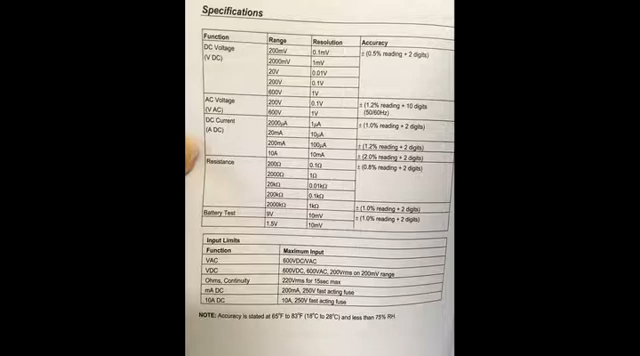 Specifications
Function Range Resolution Accuracy
DC Voltage (V DC) 200mV 0.1mV ± (0.5% reading + 2 digits)
2000mV 1mV
20V 0.01V
200V 0.1V
600V 1V
AC Voltage (V AC) 200V 0.1V ± (1.2% reading + 10 digits (50/60Hz)
600V 1V
DC Current (A DC) 2000µA 1µA ± (1.0% reading + 2 digits)
20mA 10µA
200mA 100µA ± (1.2% reading + 2 digits)
10A 10mA ± (2.0% reading + 2 digits)
Resistance 200Ω 0.1Ω ± (0.8% reading + 2 digits)
2000Ω 1Ω
20kΩ 0.01kΩ
200kΩ 0.1kΩ
2000kΩ 1kΩ ± (1.0% reading + 2 digits)
Battery Test 9V 10mV ± (1.0% reading + 2 digits)
1.5V 10mV
Input Limits
Function Maximum Input
VAC 600VDC/VAC
VDC 600VDC, 600VAC, 200Vrms on 200mV range
Ohms, Continuity 220Vrms for 15sec max
mA DC 200mA, 250V fast acting fuse
10A DC 10A, 250V fast acting fuse
NOTE: Accuracy is stated at 65°F to 83°F (18°C to 28°C) and less than 75% RH